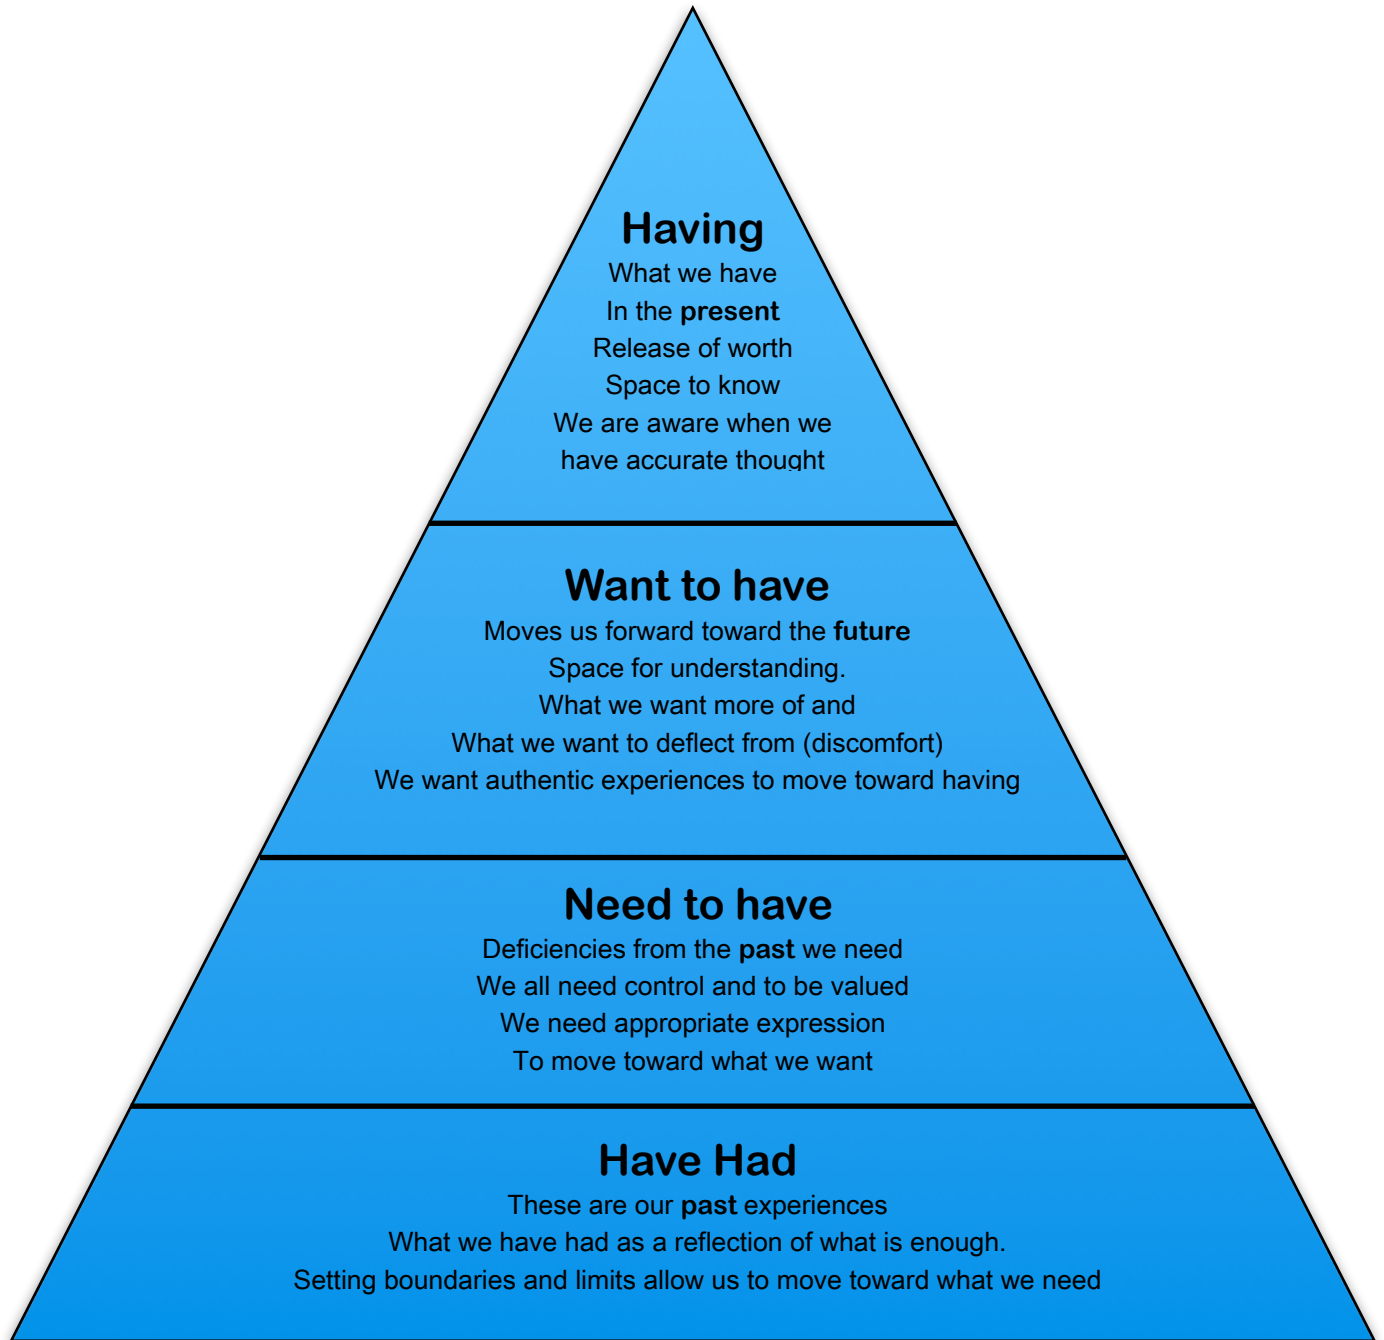 Having
What we have
In the present
Release of worth
Space to know
We are aware when we
have accurate thought
Want to have
Moves us forward toward the future
Space for understanding.
What we want more of and
What we want to deflect from (discomfort)
We want authentic experiences to move toward having
Need to have
Deficiencies from the past we need
We all need control and to be valued
We need appropriate expression
To move toward what we want
Have Had
These are our past experiences
What we have had as a reflection of what is enough.
Setting boundaries and limits allow us to move toward what we need